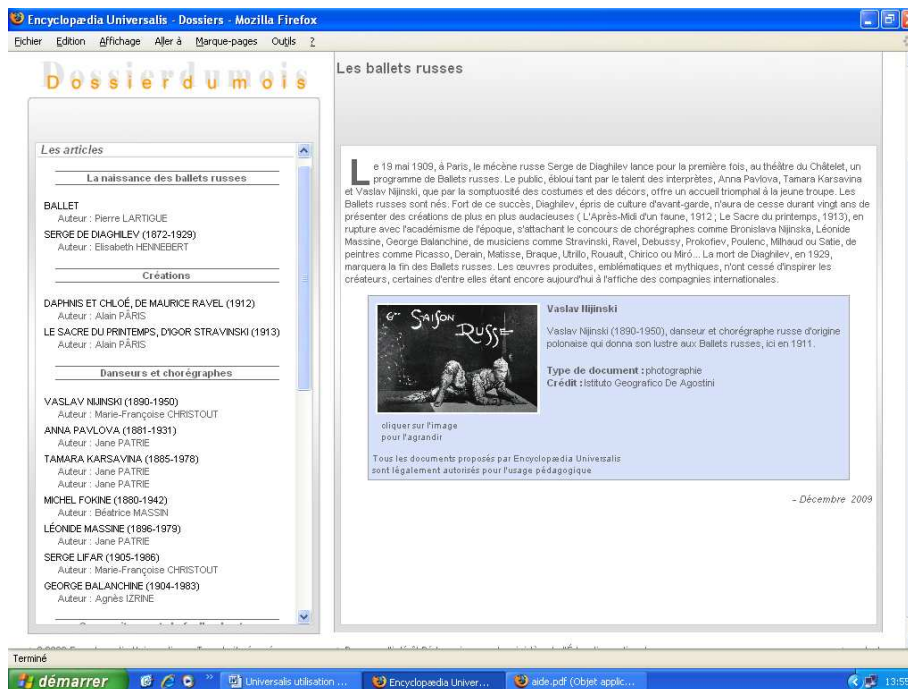 Encyclopædia Universalis - Dossiers - Mozilla Firefox
Fichier Edition Affichage Aller à Marque-pages Outils ?
Dossier du mois
Les articles
La naissance des ballets russes
BALLET
Auteur : Pierre LARTIGUE
SERGE DE DIAGHILEV (1872-1929)
Auteur : Elisabeth HENNEBERT
Créations
DAPHNIS ET CHLOÉ, DE MAURICE RAVEL (1912)
Auteur : Alain PÂRIS
LE SACRE DU PRINTEMPS, D'IGOR STRAVINSKI (1913)
Auteur : Alain PÂRIS
Danseurs et chorégraphes
VASLAV NIJINSKI (1890-1950)
Auteur : Marie-Françoise CHRISTOUT
ANNA PAVLOVA (1881-1931)
Auteur : Jane PATRIE
TAMARA KARSAVINA (1885-1978)
Auteur : Jane PATRIE
Auteur : Jane PATRIE
MICHEL FOKINE (1880-1942)
Auteur : Béatrice MASSIN
LÉONIDE MASSINE (1896-1979)
Auteur : Jane PATRIE
SERGE LIFAR (1905-1986)
Auteur : Marie-Françoise CHRISTOUT
GEORGE BALANCHINE (1904-1983)
Auteur : Agnès IZRINE
Les ballets russes
Le 19 mai 1909, à Paris, le mécène russe Serge de Diaghilev lance pour la première fois, au théâtre du Châtelet, un
programme de Ballets russes. Le public, ébloui tant par le talent des interprètes, Anna Pavlova, Tamara Karsavina
et Vaslav Nijinski, que par la somptuosité des costumes et des décors, offre un accueil triomphal à la jeune troupe. Les
Ballets russes sont nés. Fort de ce succès, Diaghilev, épris de culture d'avant-garde, n'aura de cesse durant vingt ans de
présenter des créations de plus en plus audacieuses ( L'Après-Midi d'un faune, 1912 ; Le Sacre du printemps, 1913), en
rupture avec l'académisme de l'époque, s'attachant le concours de chorégraphes comme Bronislava Nijinska, Léonide
Massine, George Balanchine, de musiciens comme Stravinski, Ravel, Debussy, Prokofiev, Poulenc, Milhaud ou Satie, de
peintres comme Picasso, Derain, Matisse, Braque, Utrillo, Rouault, Chirico ou Miró... La mort de Diaghilev, en 1929,
marquera la fin des Ballets russes. Les œuvres produites, emblématiques et mythiques, n'ont cessé d'inspirer les
créateurs, certaines d'entre elles étant encore aujourd'hui à l'affiche des compagnies internationales.
6me SAISON
RUSSE
cliquer sur l'image
pour l'agrandir
Vaslav Nijinski
Vaslav Nijinski (1890-1950), danseur et chorégraphe russe d'origine
polonaise qui donna son lustre aux Ballets russes, ici en 1911.
Type de document : photographie
Crédit : Istituto Geografico De Agostini
Tous les documents proposés par Encyclopædia Universalis
sont légalement autorisés pour l'usage pédagogique
- Décembre 2009
Terminé
démarrer
Universalis utilisation ...
Encyclopædia Univer...
aide.pdf (Objet applic...
13:55